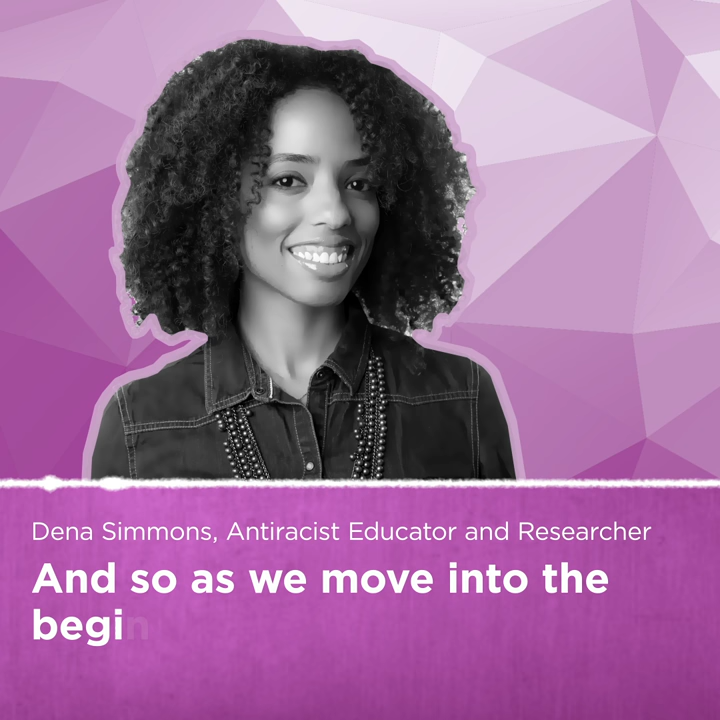 Dena Simmons, Antiracist Educator and Researcher
And so as we move into the
begin